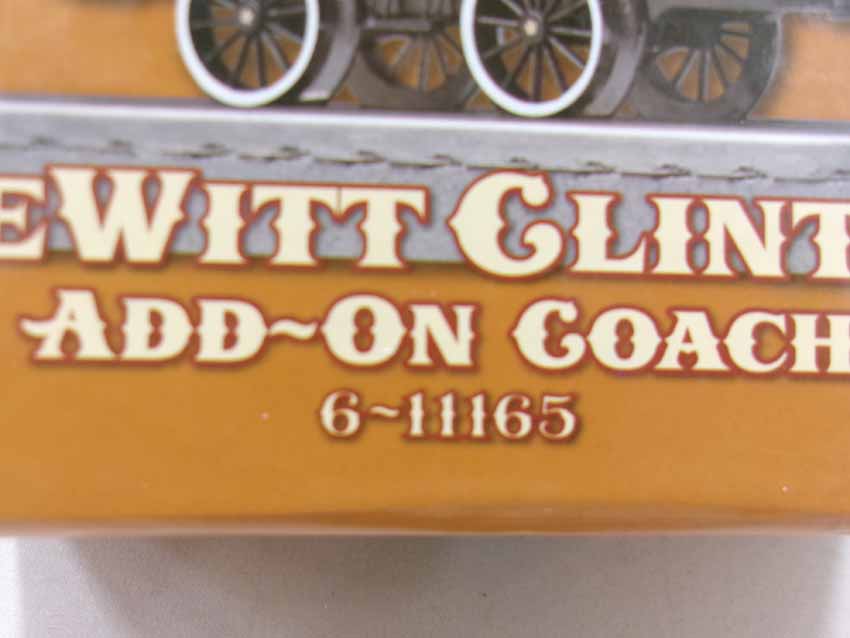 eWitt Clint
Add~On Coach
6~11165